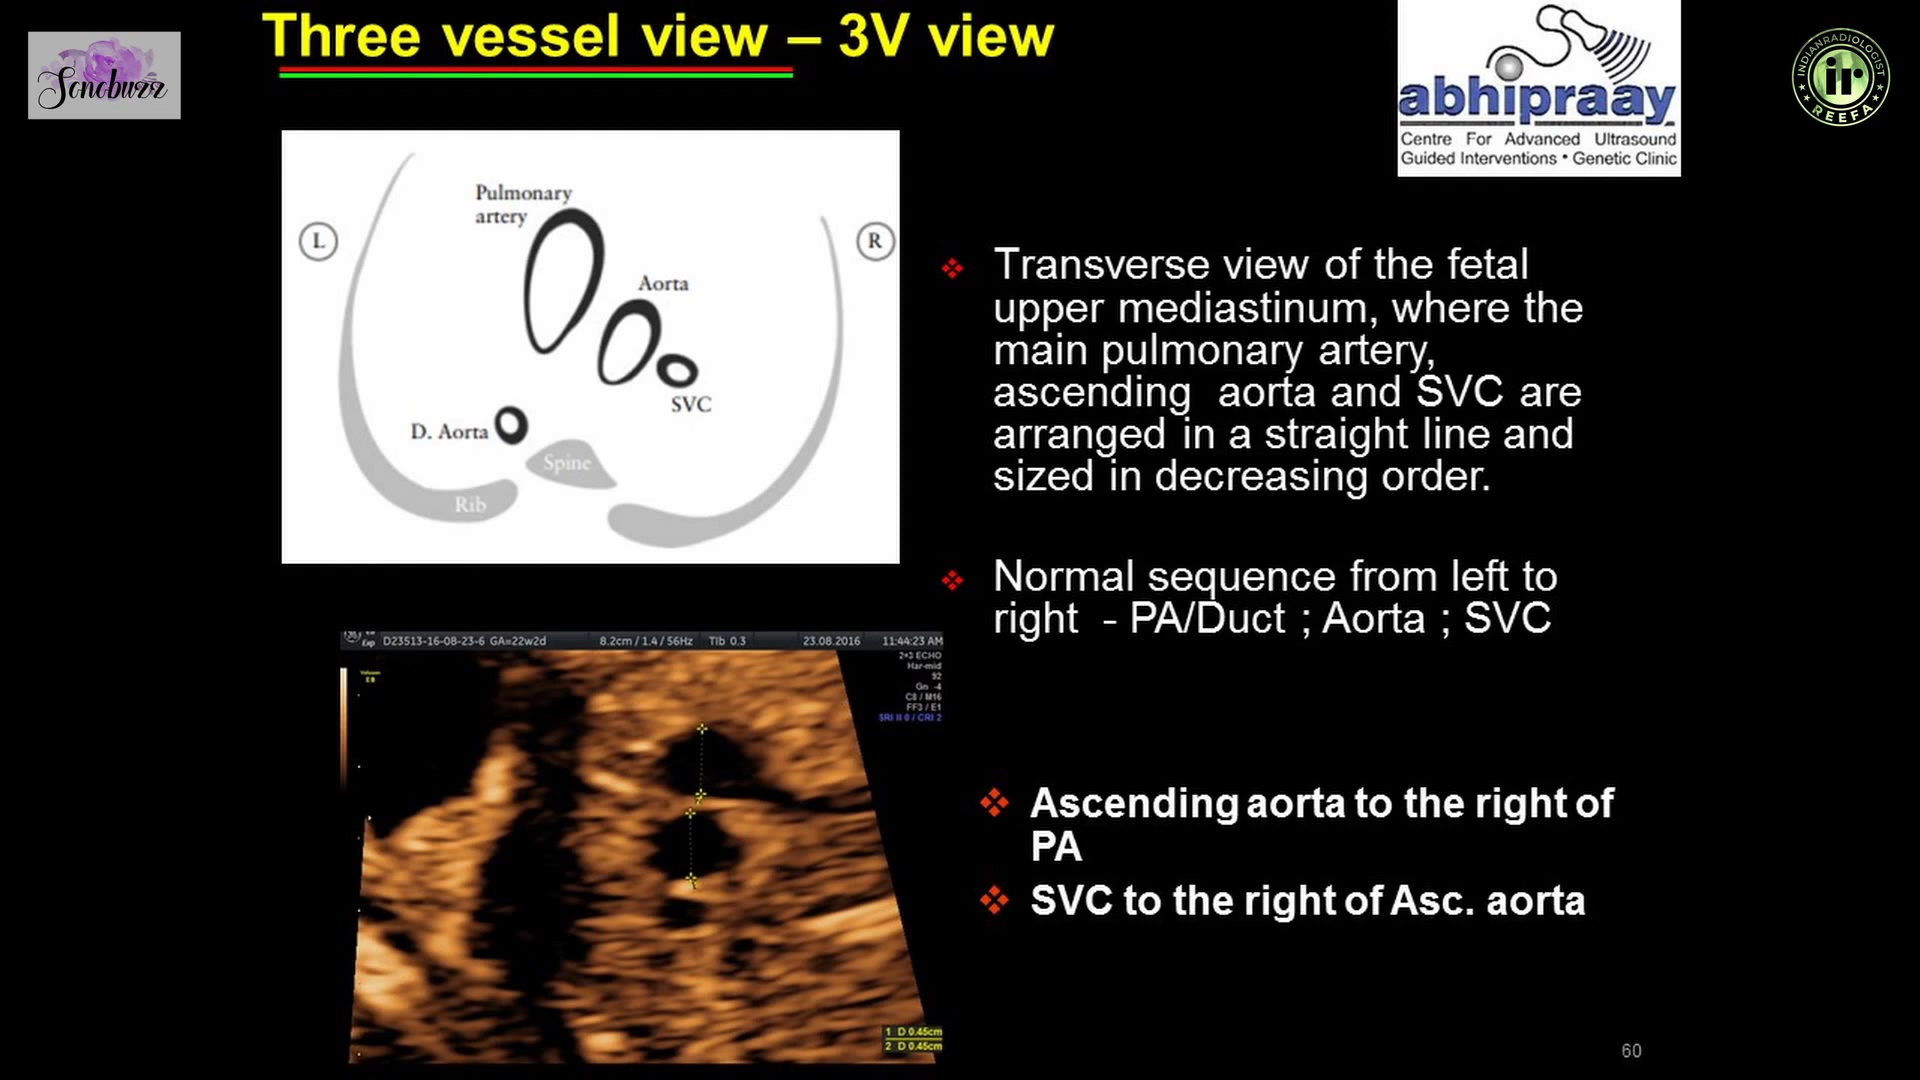 Three vessel view – 3V view
Sonobuzz
abhipraay
Centre For Advanced Ultrasound
Guided Interventions • Genetic Clinic
INDIANRADIOLOGIST
ir
REEFA
Pulmonary
artery
L
R
Aorta
SVC
D. Aorta
Spine
Rib
❖ Transverse view of the fetal
upper mediastinum, where the
main pulmonary artery,
ascending aorta and SVC are
arranged in a straight line and
sized in decreasing order.
❖ Normal sequence from left to
right - PA/Duct ; Aorta ; SVC
D23513-16-08-23-6 GA=22w2d 8.2cm / 1.4 / 56Hz TIb 0.3 23.08.2016 11:44:23 AM
2+3 ECHO
Har-mid
92
Gn -4
C8 / M16
FF3 / E1
SRI II 0 / CRI 2
1 D 0.45cm
2 D 0.45cm
❖ Ascending aorta to the right of
PA
❖ SVC to the right of Asc. aorta
60